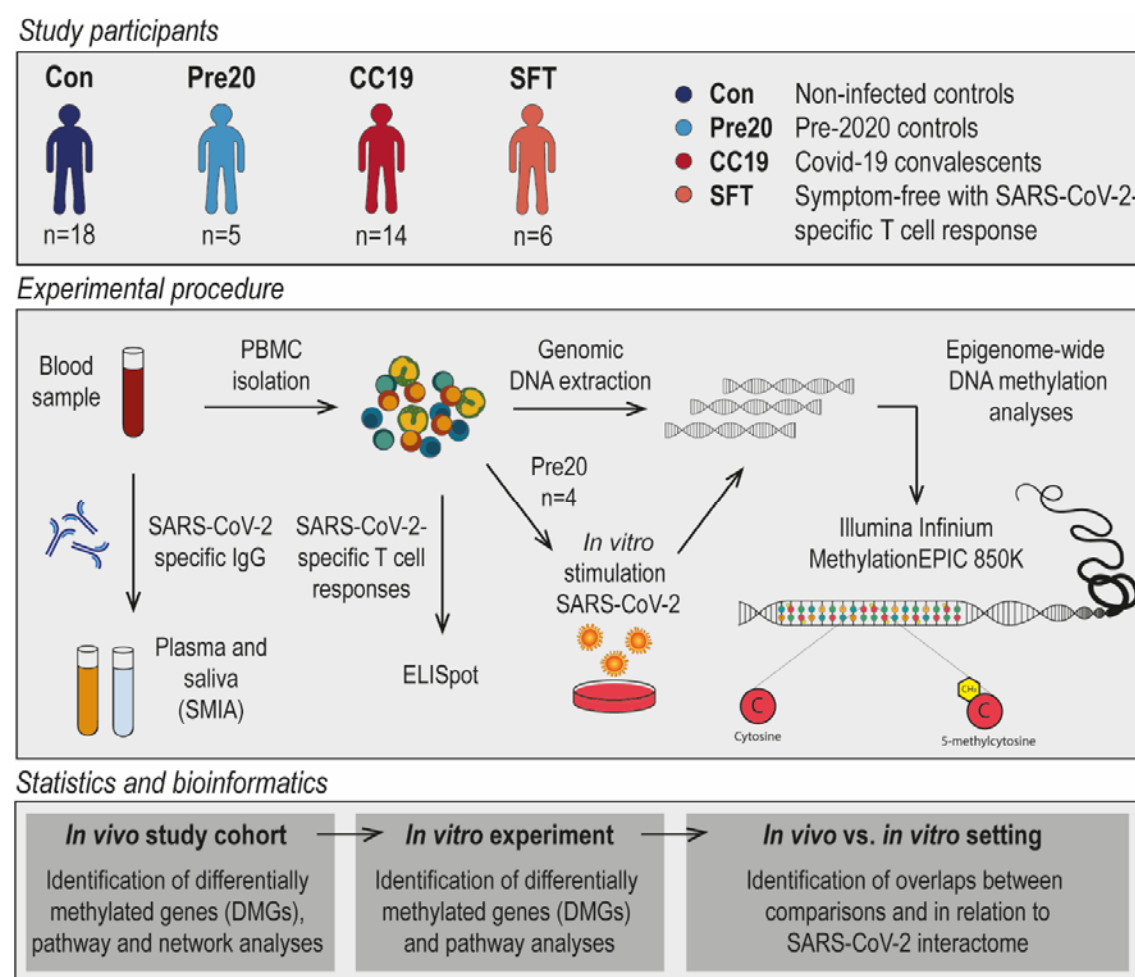 Study participants
Con Pre20 CC19 SFT
n=18 n=5 n=14 n=6
Con Non-infected controls
Pre20 Pre-2020 controls
CC19 Covid-19 convalescents
SFT Symptom-free with SARS-CoV-2-
specific T cell response
Experimental procedure
Blood
sample
PBMC
isolation
Genomic
DNA extraction
Epigenome-wide
DNA methylation
analyses
Pre20
n=4
SARS-CoV-2
specific IgG
SARS-CoV-2-
specific T cell
responses
In vitro
stimulation
SARS-CoV-2
Illumina Infinium
MethylationEPIC 850K
Plasma and
saliva
(SMIA)
ELISpot
C
Cytosine
CH₃
C
5-methylcytosine
Statistics and bioinformatics
In vivo study cohort
Identification of differentially
methylated genes (DMGs),
pathway and network analyses
In vitro experiment
Identification of differentially
methylated genes (DMGs)
and pathway analyses
In vivo vs. in vitro setting
Identification of overlaps between
comparisons and in relation to
SARS-CoV-2 interactome